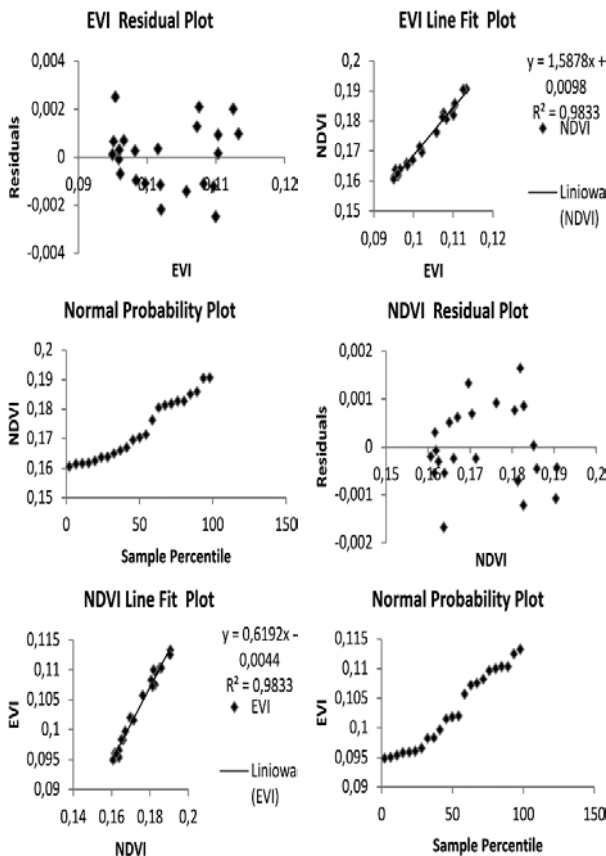 EVI Residual Plot
0,004
0,002
0
-0,002
-0,004
0,09
0,1
0,11
0,12
Residuals
EVI
EVI Line Fit Plot
0,2
0,19
0,18
0,17
0,16
0,15
0,09
0,1
0,11
0,12
NDVI
EVI
y = 1,5878x +
0,0098
R² = 0,9833
NDVI
Liniowa
(NDVI)
Normal Probability Plot
0,2
0,19
0,18
0,17
0,16
0,15
0
50
100
150
NDVI
Sample Percentile
NDVI Residual Plot
0,002
0,001
0
-0,001
-0,002
0,15
0,16
0,17
0,18
0,19
0,2
Residuals
NDVI
NDVI Line Fit Plot
0,115
0,11
0,105
0,1
0,095
0,09
0,14
0,16
0,18
0,2
EVI
NDVI
y = 0,6192x –
0,0044
R² = 0,9833
EVI
Liniowa
(EVI)
Normal Probability Plot
0,115
0,11
0,105
0,1
0,095
0,09
0
50
100
150
EVI
Sample Percentile